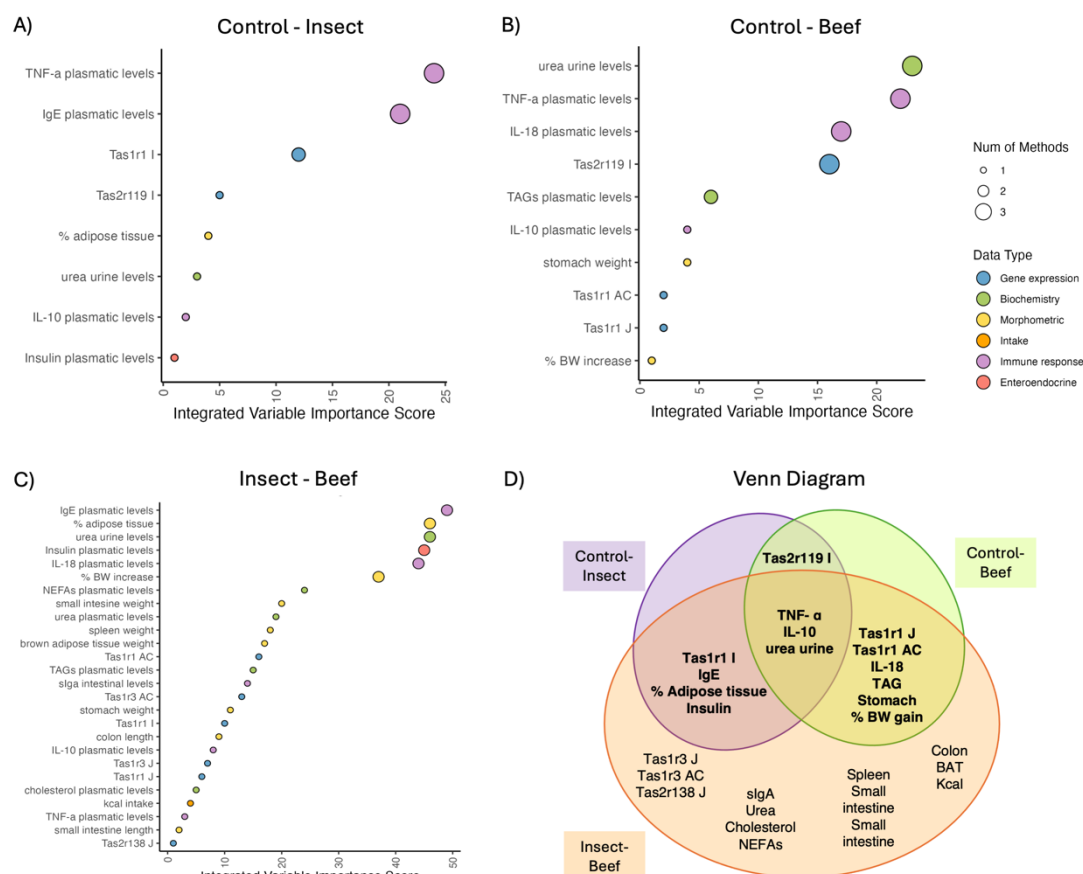 A)
Control - Insect
TNF-a plasmatic levels
IgE plasmatic levels
Tas1r1 I
Tas2r119 I
% adipose tissue
urea urine levels
IL-10 plasmatic levels
Insulin plasmatic levels
0 5 10 15 20 25
Integrated Variable Importance Score
B)
Control - Beef
urea urine levels
TNF-a plasmatic levels
IL-18 plasmatic levels
Tas2r119 I
TAGs plasmatic levels
IL-10 plasmatic levels
stomach weight
Tas1r1 AC
Tas1r1 J
% BW increase
0 5 10 15 20
Integrated Variable Importance Score
Num of Methods
1
2
3
Data Type
Gene expression
Biochemistry
Morphometric
Intake
Immune response
Enteroendocrine
C)
Insect - Beef
IgE plasmatic levels
% adipose tissue
urea urine levels
Insulin plasmatic levels
IL-18 plasmatic levels
% BW increase
NEFAs plasmatic levels
small intesine weight
urea plasmatic levels
spleen weight
brown adipose tissue weight
Tas1r1 AC
TAGs plasmatic levels
sIga intestinal levels
Tas1r3 AC
stomach weight
Tas1r1 I
colon length
IL-10 plasmatic levels
Tas1r3 J
Tas1r1 J
cholesterol plasmatic levels
kcal intake
TNF-a plasmatic levels
small intestine length
Tas2r138 J
0 10 20 30 40 50
Integrated Variable Importance Score
D)
Venn Diagram
Control-
Insect
Control-
Beef
Insect-
Beef
Tas2r119 I
TNF- α
IL-10
urea urine
Tas1r1 I
IgE
% Adipose tissue
Insulin
Tas1r1 J
Tas1r1 AC
IL-18
TAG
Stomach
% BW gain
Tas1r3 J
Tas1r3 AC
Tas2r138 J
sIgA
Urea
Cholesterol
NEFAs
Spleen
Small
intestine
Small
intestine
Colon
BAT
Kcal